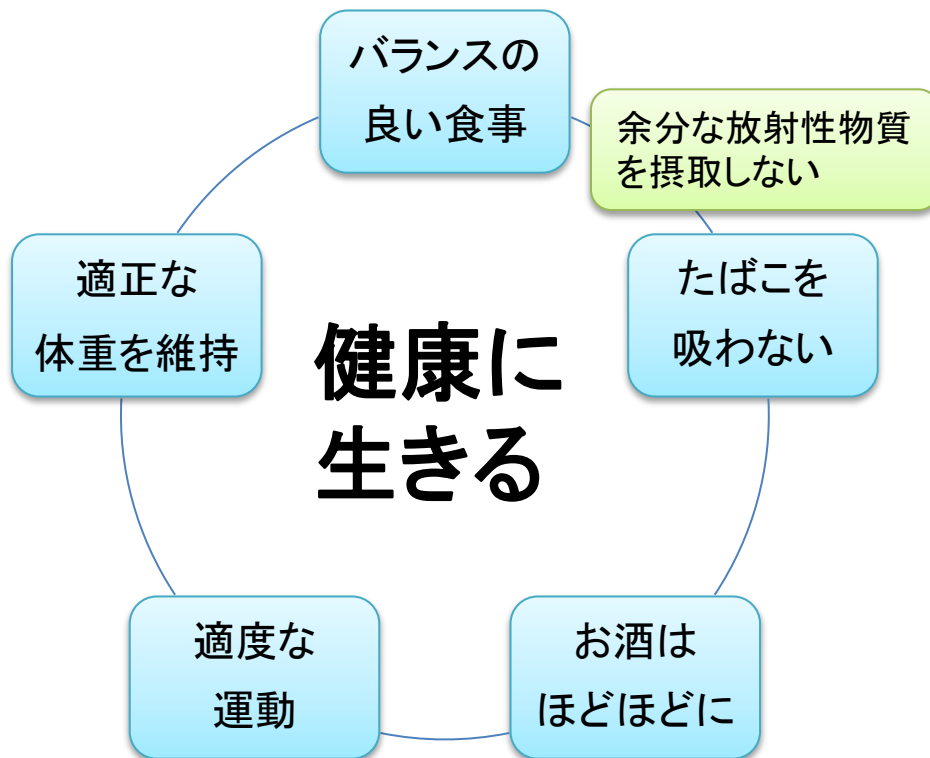 バランスの
良い食事
余分な放射性物質
を摂取しない
適正な
体重を維持
たばこを
吸わない
健康に
生きる
適度な
運動
お酒は
ほどほどに